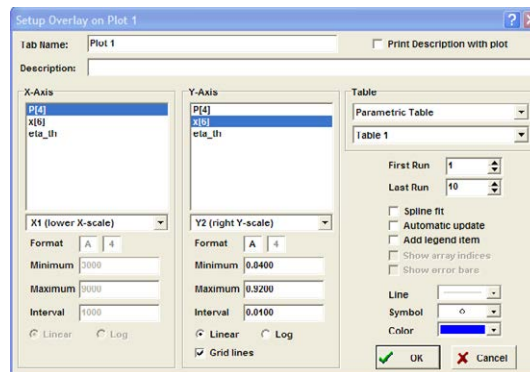 Setup Overlay on Plot 1
Tab Name: Plot 1
Print Description with plot
Description:
X-Axis
P[4]
x[6]
eta_th
X1 (lower X-scale)
Format A 4
Minimum 3000
Maximum 9000
Interval 1000
Linear Log
Y-Axis
P[4]
x[6]
eta_th
Y2 (right Y-scale)
Format A 4
Minimum 0.8400
Maximum 0.9200
Interval 0.0100
Linear Log
Grid lines
Table
Parametric Table
Table 1
First Run 1
Last Run 10
Spline fit
Automatic update
Add legend item
Show array indices
Show error bars
Line
Symbol
Color
OK Cancel